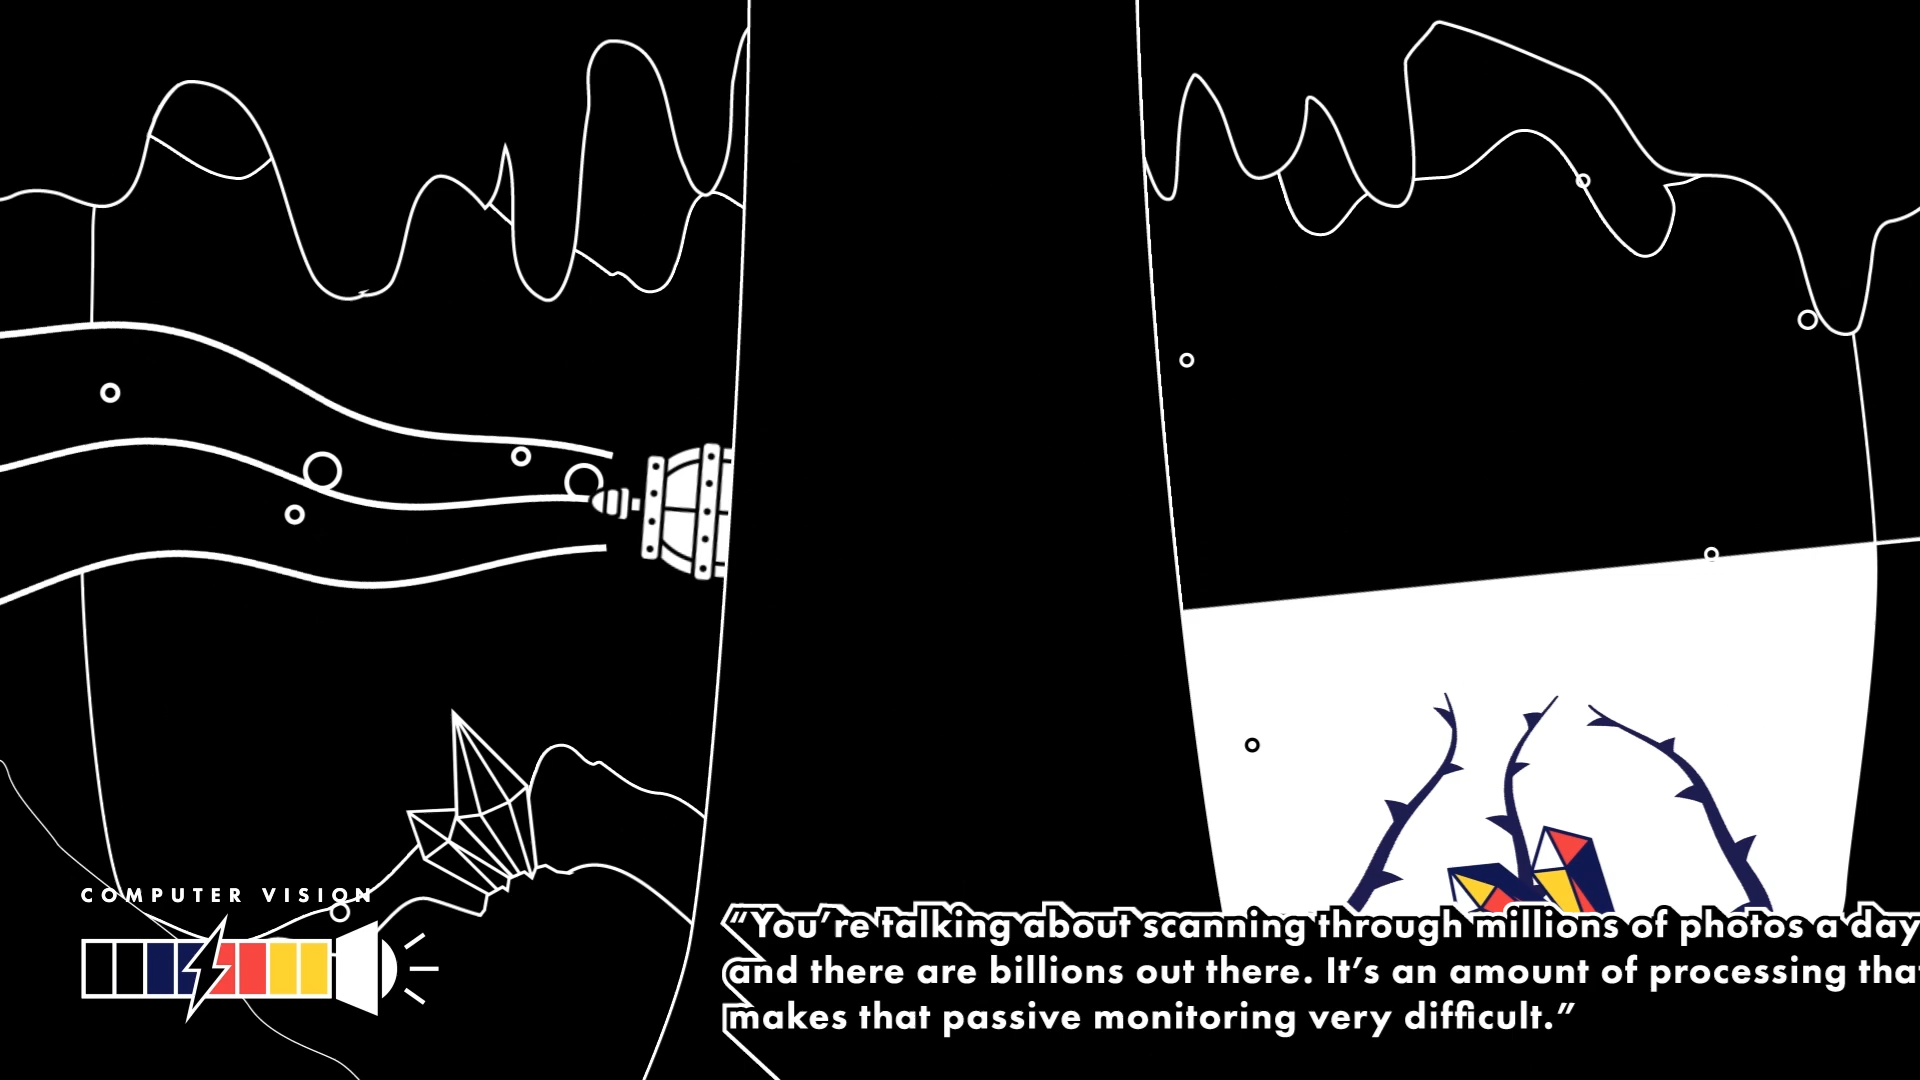 COMPUTER VISION
“You’re talking about scanning through millions of photos a day
and there are billions out there. It’s an amount of processing tha
makes that passive monitoring very difficult.”